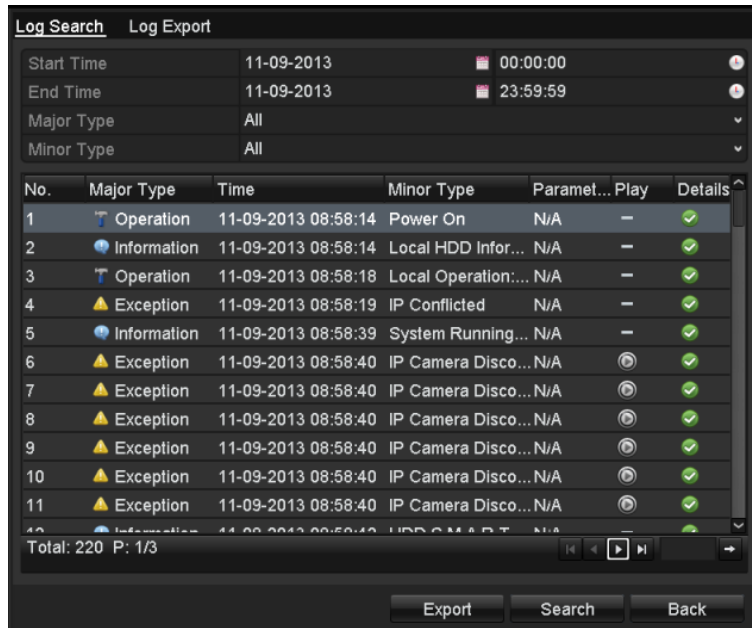 Log Search Log Export
Start Time 11-09-2013 00:00:00
End Time 11-09-2013 23:59:59
Major Type All
Minor Type All
No. Major Type Time Minor Type Paramet... Play Details
1 Operation 11-09-2013 08:58:14 Power On N/A –
2 Information 11-09-2013 08:58:14 Local HDD Infor... N/A –
3 Operation 11-09-2013 08:58:18 Local Operation:... N/A –
4 Exception 11-09-2013 08:58:19 IP Conflicted N/A –
5 Information 11-09-2013 08:58:39 System Running... N/A –
6 Exception 11-09-2013 08:58:40 IP Camera Disco... N/A
7 Exception 11-09-2013 08:58:40 IP Camera Disco... N/A
8 Exception 11-09-2013 08:58:40 IP Camera Disco... N/A
9 Exception 11-09-2013 08:58:40 IP Camera Disco... N/A
10 Exception 11-09-2013 08:58:40 IP Camera Disco... N/A
11 Exception 11-09-2013 08:58:40 IP Camera Disco... N/A
Total: 220 P: 1/3
Export Search Back